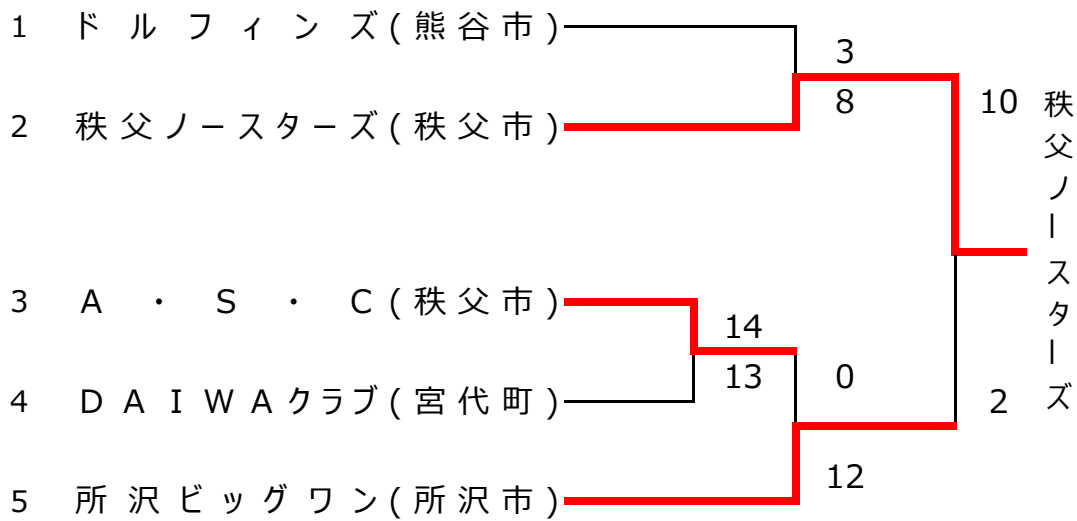 1 ドルフィンズ(熊谷市)
3
8
2 秩父ノースターズ(秩父市)
10
秩父ノースターズ
3 A・S・C(秩父市)
14
13
4 DAIWAクラブ(宮代町)
0
2
12
5 所沢ビッグワン(所沢市)